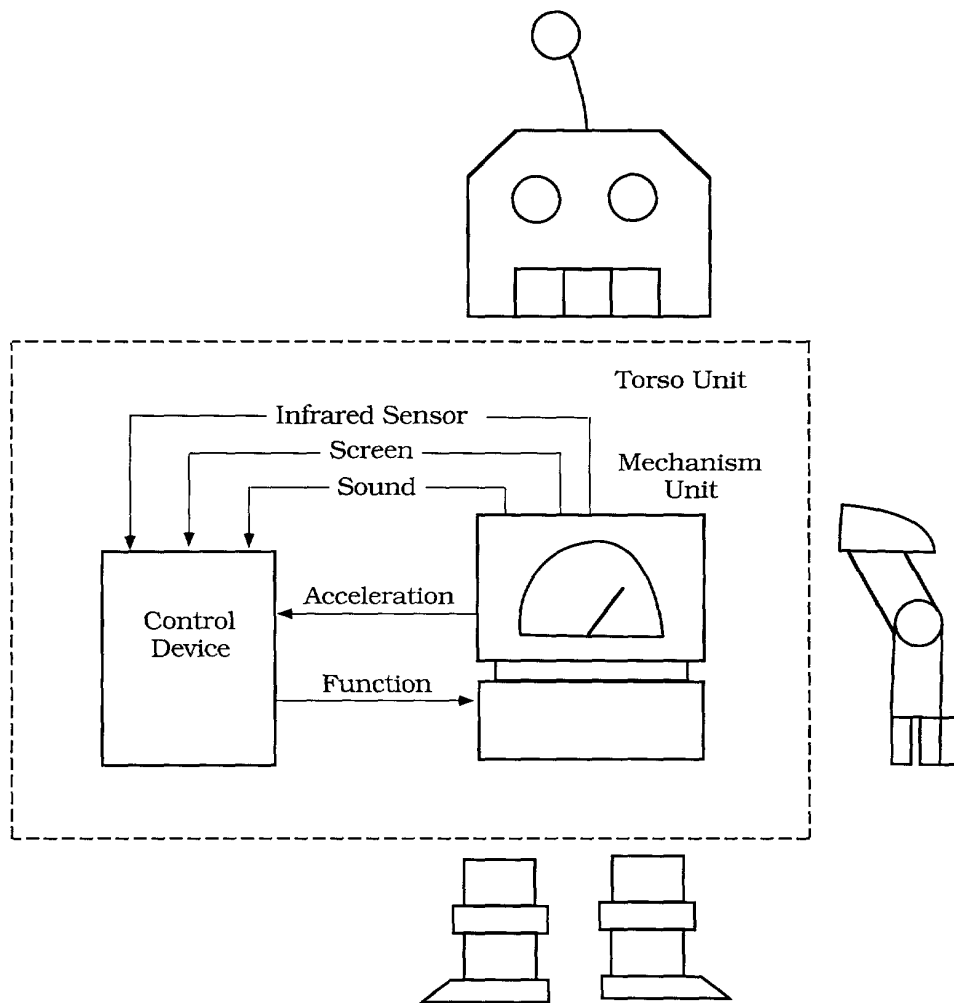 Torso Unit
Infrared Sensor
Screen
Mechanism
Unit
Sound
Acceleration
Control
Device
Function